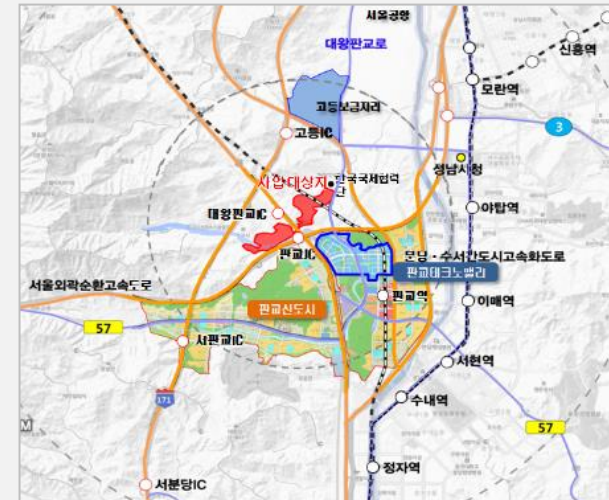 서울공항
대왕판교로
신흥역
모란역
고등보금자리
3
고등IC
성남시청
사업대상지
한국국제협력
단
대왕판교IC
야탑역
판교IC
분당·수서간도시고속화도로
판교테크노밸리
서울외곽순환고속도로
판교역
이매역
판교신도시
57
서판교IC
서현역
171
수내역
57
정자역
서분당IC